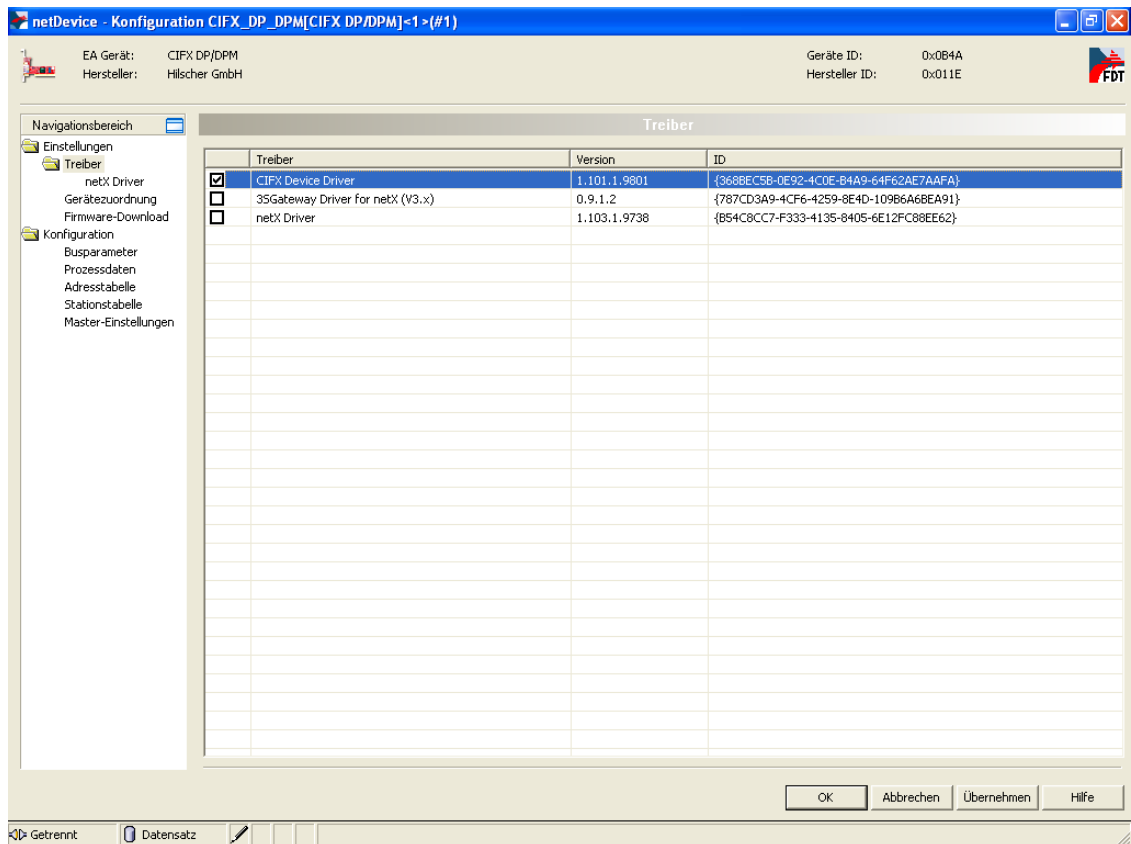 netDevice - Konfiguration CIFX_DP_DPM[CIFX DP/DPM]<1>(#1)
EA Gerät: CIFX DP/DPM Geräte ID: 0x0B4A
Hersteller: Hilscher GmbH Hersteller ID: 0x011E
FDT
Navigationsbereich
Einstellungen
Treiber
netX Driver
Gerätezuordnung
Firmware-Download
Konfiguration
Busparameter
Prozessdaten
Adresstabelle
Stationstabelle
Master-Einstellungen
Treiber
Treiber Version ID
CIFX Device Driver 1.101.1.9801 {368BEC5B-0E92-4C0E-B4A9-64F62AE7AAFA}
3SGateway Driver for netX (V3.x) 0.9.1.2 {787CD3A9-4CF6-4259-8E4D-109B6A6BEA91}
netX Driver 1.103.1.9738 {B54C8CC7-F333-4135-8405-6E12FC88EE62}
OK Abbrechen Übernehmen Hilfe
Getrennt Datensatz